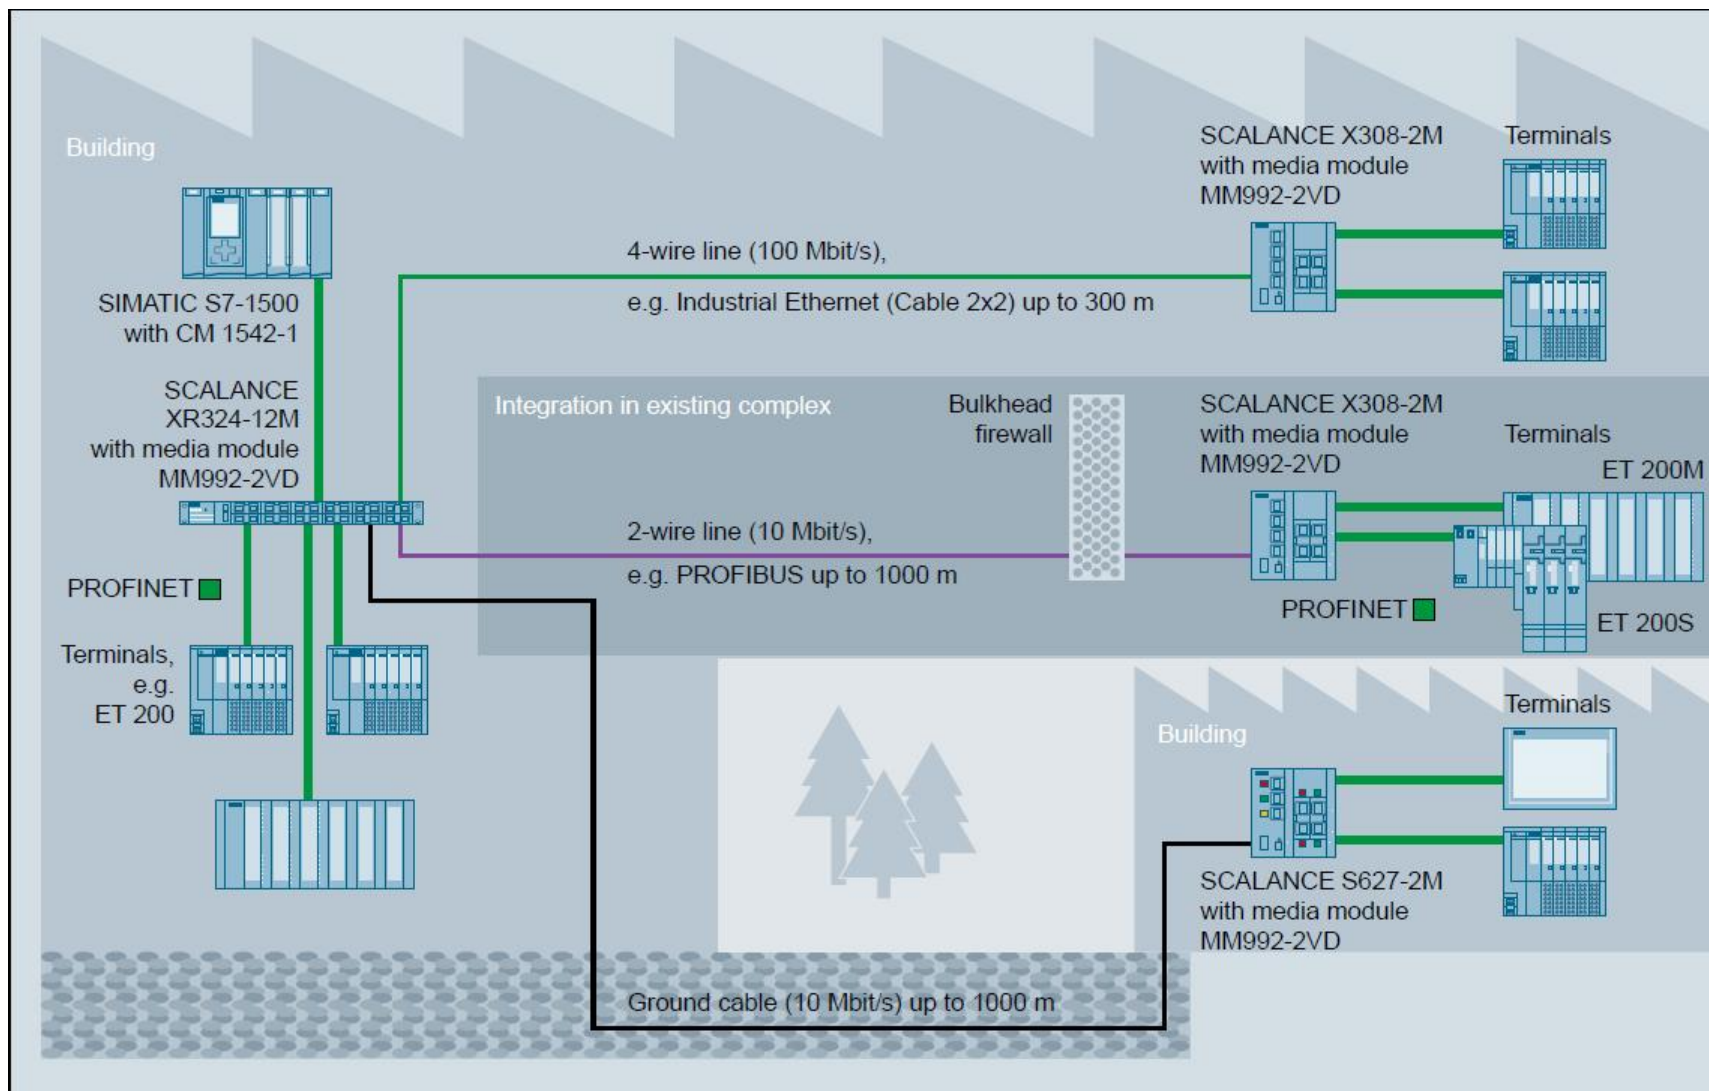 Building
SIMATIC S7-1500
with CM 1542-1
SCALANCE
XR324-12M
with media module
MM992-2VD
PROFINET
Terminals,
e.g.
ET 200
4-wire line (100 Mbit/s),
e.g. Industrial Ethernet (Cable 2x2) up to 300 m
SCALANCE X308-2M
with media module
MM992-2VD
Terminals
Integration in existing complex
Bulkhead
firewall
2-wire line (10 Mbit/s),
e.g. PROFIBUS up to 1000 m
SCALANCE X308-2M
with media module
MM992-2VD
Terminals
ET 200M
PROFINET
ET 200S
Building
Terminals
SCALANCE S627-2M
with media module
MM992-2VD
Ground cable (10 Mbit/s) up to 1000 m